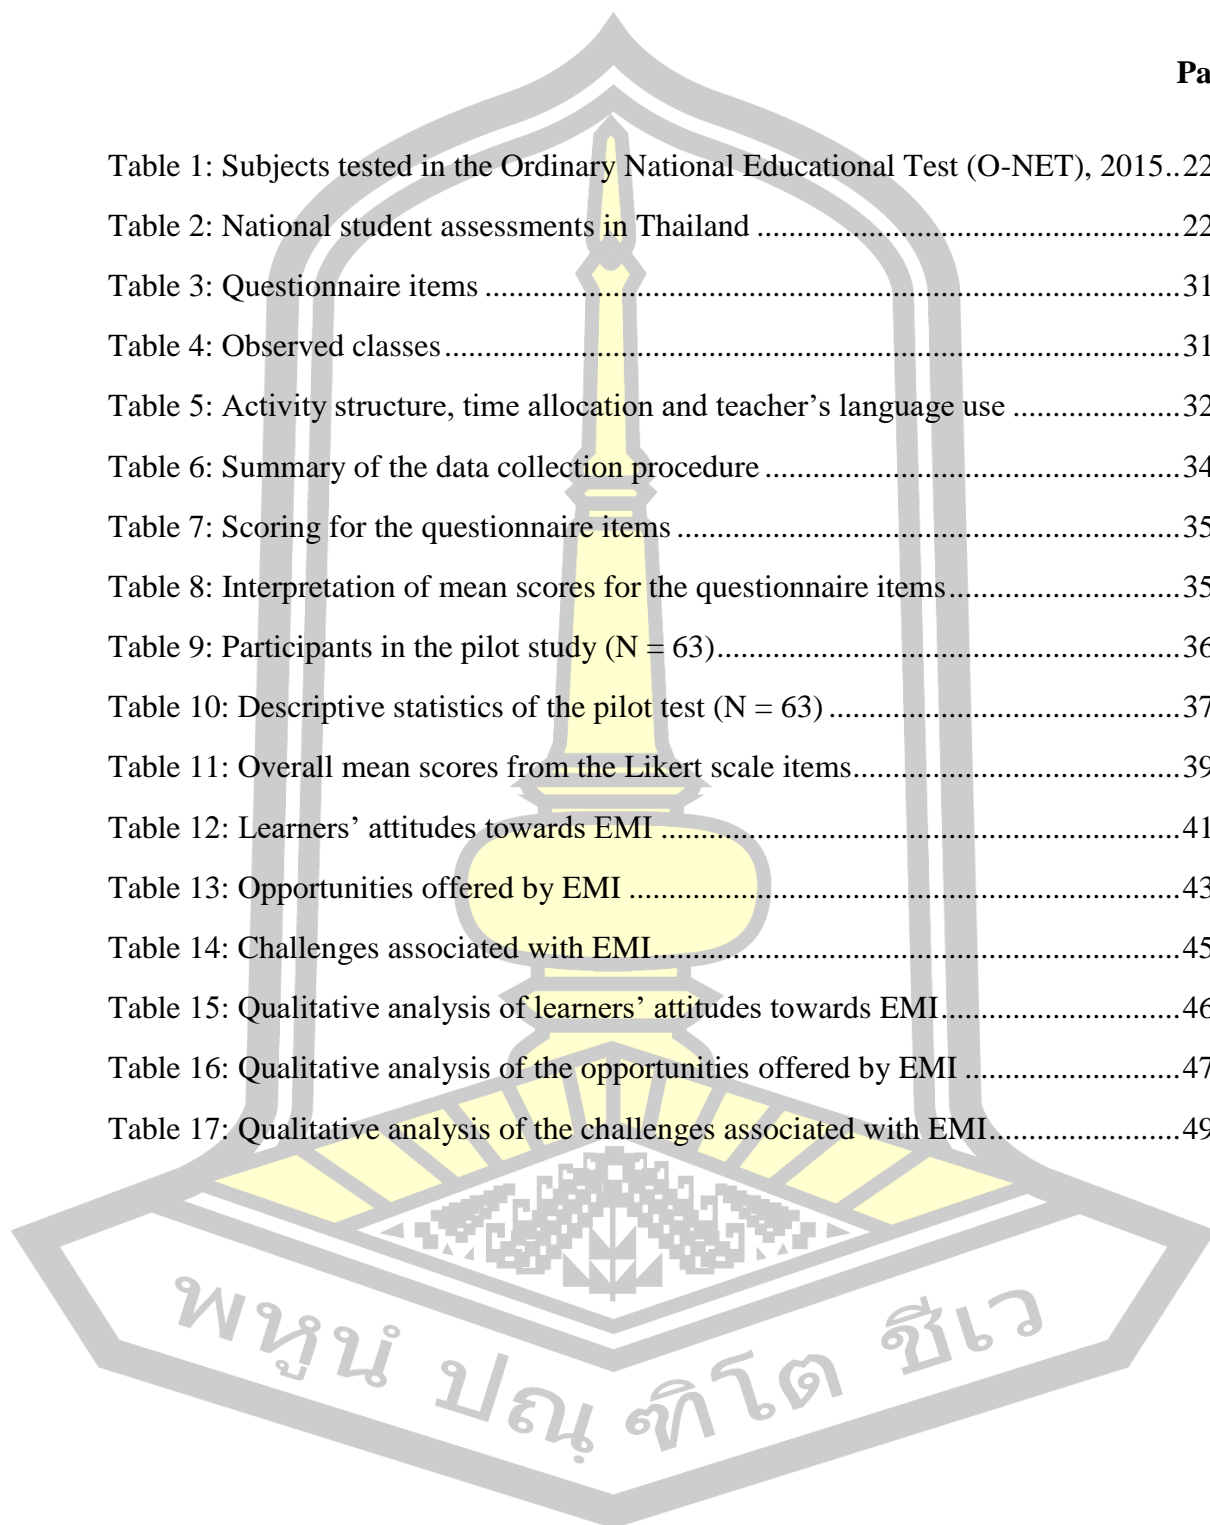 Pa
Table 1: Subjects tested in the Ordinary National Educational Test (O-NET), 2015..22
Table 2: National student assessments in Thailand ..........................................................22
Table 3: Questionnaire items ...............................................................................................31
Table 4: Observed classes....................................................................................................31
Table 5: Activity structure, time allocation and teacher’s language use .......................32
Table 6: Summary of the data collection procedure .........................................................34
Table 7: Scoring for the questionnaire items .....................................................................35
Table 8: Interpretation of mean scores for the questionnaire items................................35
Table 9: Participants in the pilot study (N = 63)................................................................36
Table 10: Descriptive statistics of the pilot test (N = 63) ................................................37
Table 11: Overall mean scores from the Likert scale items.............................................39
Table 12: Learners’ attitudes towards EMI .......................................................................41
Table 13: Opportunities offered by EMI ...........................................................................43
Table 14: Challenges associated with EMI........................................................................45
Table 15: Qualitative analysis of learners’ attitudes towards EMI.................................46
Table 16: Qualitative analysis of the opportunities offered by EMI ..............................47
Table 17: Qualitative analysis of the challenges associated with EMI..........................49
พหูนํ ปณฺฑิโต ชีเว